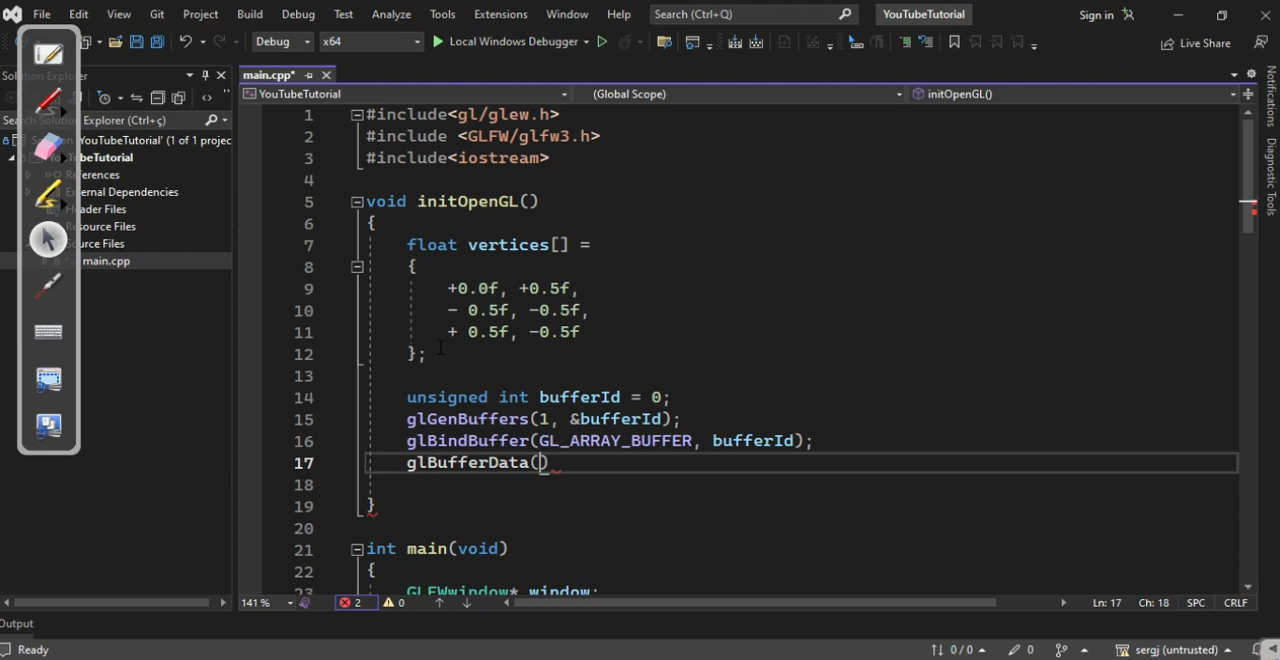 File Edit View Git Project Build Debug Test Analyze Tools Extensions Window Help Search (Ctrl+Q) YouTubeTutorial Sign in
Debug x64 Local Windows Debugger Live Share
Solution Explorer main.cpp*
YouTubeTutorial (Global Scope) initOpenGL()
Explorer (Ctrl+ç)
YouTubeTutorial' (1 of 1 projec
References
External Dependencies
Header Files
Resource Files
Source Files
main.cpp
1 #include<gl/glew.h>
2 #include <GLFW/glfw3.h>
3 #include<iostream>
4
5 void initOpenGL()
6 {
7 float vertices[] =
8 {
9 +0.0f, +0.5f,
10 - 0.5f, -0.5f,
11 + 0.5f, -0.5f
12 };
13
14 unsigned int bufferId = 0;
15 glGenBuffers(1, &bufferId);
16 glBindBuffer(GL_ARRAY_BUFFER, bufferId);
17 glBufferData()
18
19 }
20
21 int main(void)
22 {
23 GLFWwindow* window;
Notifications
Diagnostic Tools
141 % 2 0 Ln: 17 Ch: 18 SPC CRLF
Output
Ready 0 / 0 0 sergj (untrusted)